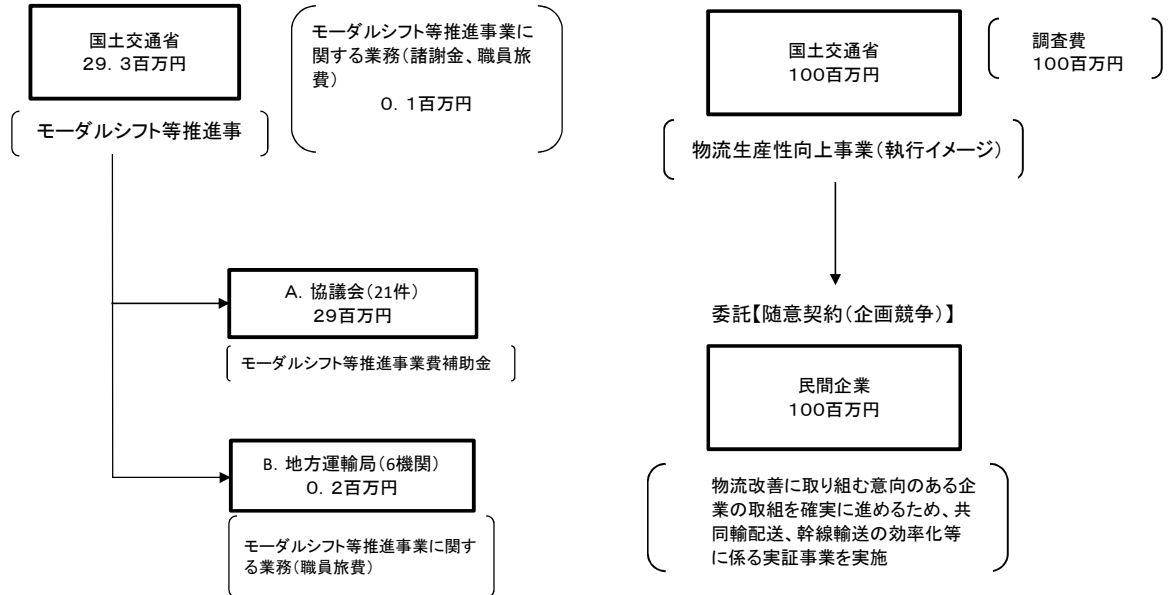 国土交通省
29．3百万円
モーダルシフト等推進事業に
関する業務(諸謝金、職員旅
費)
0．1百万円
モーダルシフト等推進事
A．協議会(21件)
29百万円
モーダルシフト等推進事業費補助金
B．地方運輸局(6機関)
0．2百万円
モーダルシフト等推進事業に関す
る業務(職員旅費)
国土交通省
100百万円
調査費
100百万円
物流生産性向上事業(執行イメージ)
委託【随意契約(企画競争)】
民間企業
100百万円
物流改善に取り組む意向のある企
業の取組を確実に進めるため、共
同輸配送、幹線輸送の効率化等
に係る実証事業を実施